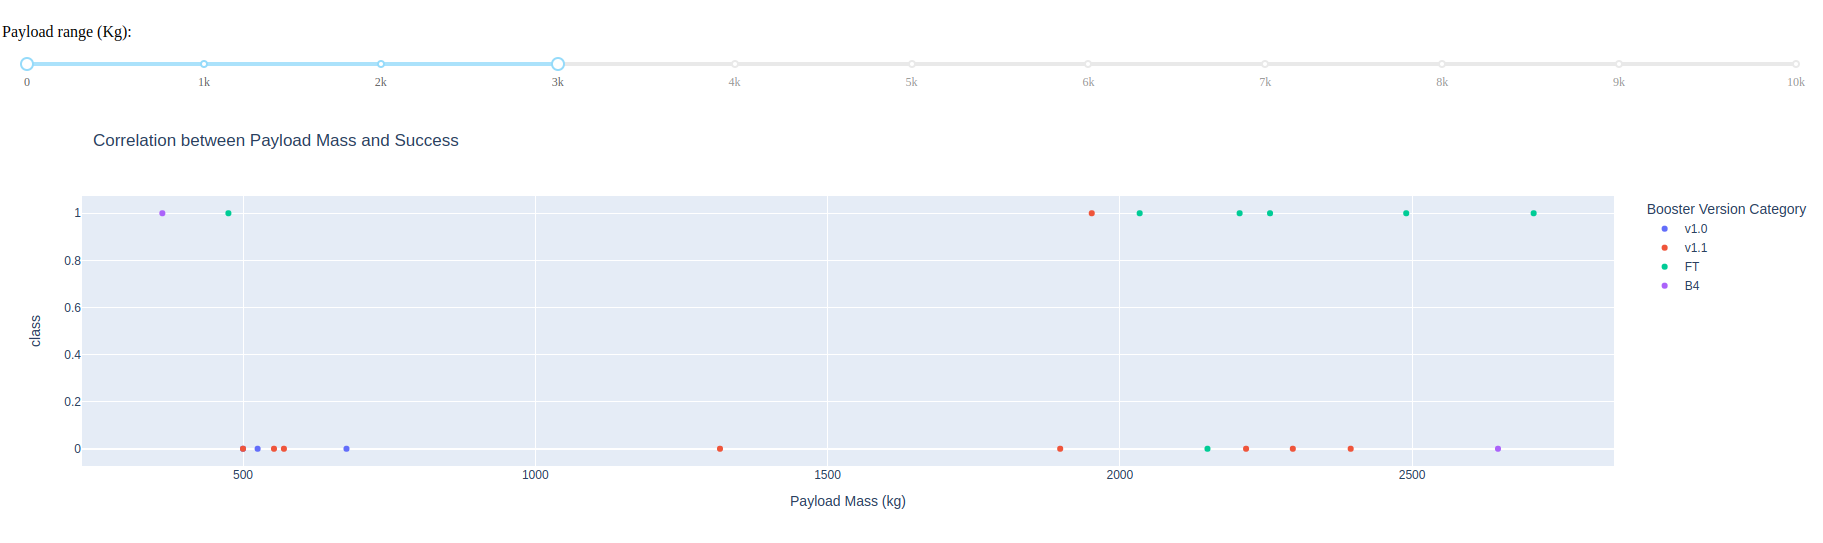 Payload range (Kg):
0 1k 2k 3k 4k 5k 6k 7k 8k 9k 10k
Correlation between Payload Mass and Success
1
0.8
0.6
0.4
0.2
0
class
500 1000 1500 2000 2500
Payload Mass (kg)
Booster Version Category
v1.0
v1.1
FT
B4